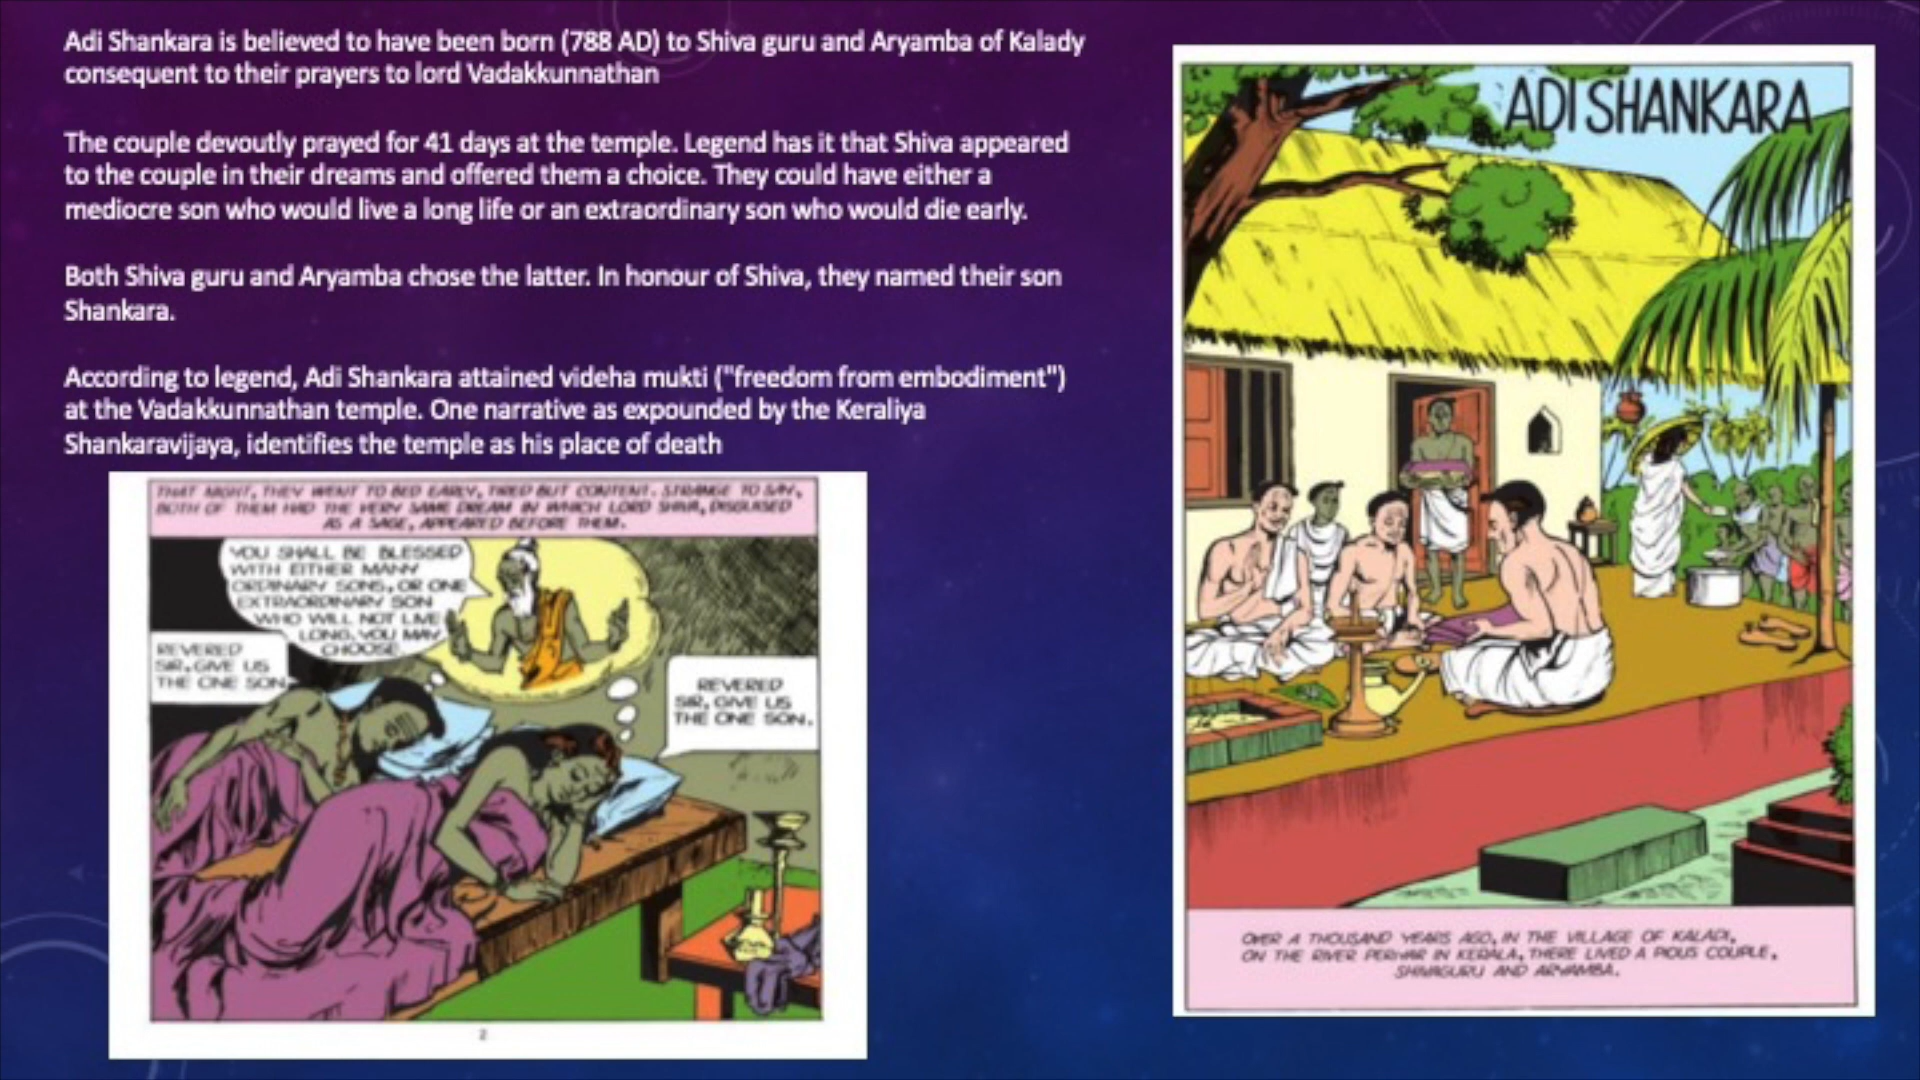 Adi Shankara is believed to have been born (788 AD) to Shiva guru and Aryamba of Kalady
consequent to their prayers to lord Vadakkunnathan
The couple devoutly prayed for 41 days at the temple. Legend has it that Shiva appeared
to the couple in their dreams and offered them a choice. They could have either a
mediocre son who would live a long life or an extraordinary son who would die early.
Both Shiva guru and Aryamba chose the latter. In honour of Shiva, they named their son
Shankara.
According to legend, Adi Shankara attained videha mukti ("freedom from embodiment")
at the Vadakkunnathan temple. One narrative as expounded by the Keraliya
Shankaravijaya, identifies the temple as his place of death
THAT NIGHT, THEY WENT TO BED EARLY, TIRED BUT CONTENT. STRANGE TO SAY,
BOTH OF THEM HAD THE VERY SAME DREAM IN WHICH LORD SHIVA, DISGUISED
AS A SAGE, APPEARED BEFORE THEM.
YOU SHALL BE BLESSED
WITH EITHER MANY
ORDINARY SONS, OR ONE
EXTRAORDINARY SON
WHO WILL NOT LIVE
LONG. YOU MAY
CHOOSE.
REVERED
SIR, GIVE US
THE ONE SON.
REVERED
SIR, GIVE US
THE ONE SON.
2
ADI SHANKARA
OVER A THOUSAND YEARS AGO, IN THE VILLAGE OF KALADI,
ON THE RIVER PERIYAR IN KERALA, THERE LIVED A PIOUS COUPLE,
SHIVAGURU AND ARYAMBA.